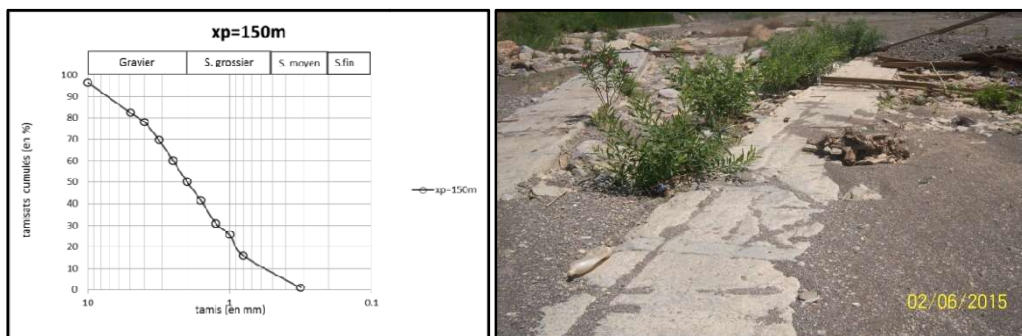 xp=150m
Gravier S. grossier S. moyen S.fin
tamsats cumulés (en %)
100
90
80
70
60
50
40
30
20
10
0
10 1 0.1
tamis (en mm)
xp=150m
02/06/2015